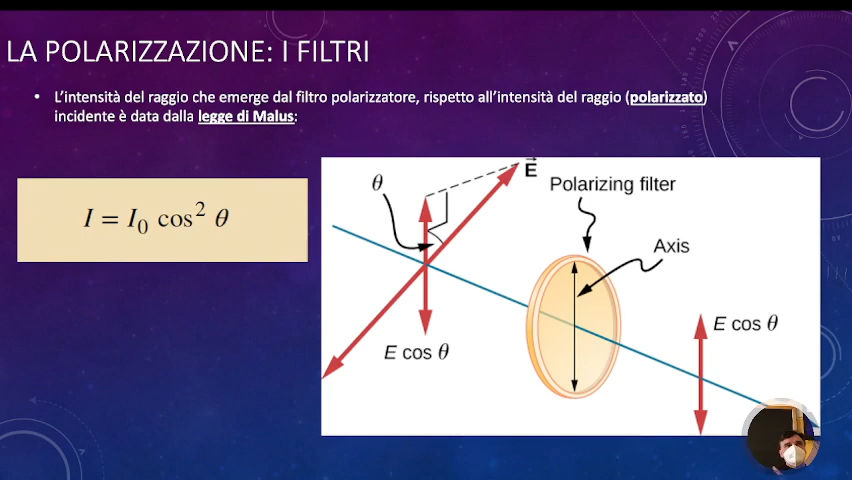 LA POLARIZZAZIONE: I FILTRI
• L'intensità del raggio che emerge dal filtro polarizzatore, rispetto all'intensità del raggio (polarizzato)
incidente è data dalla legge di Malus:
I = I₀ cos² θ
θ
E⃗
Polarizing filter
Axis
E cos θ
E cos θ